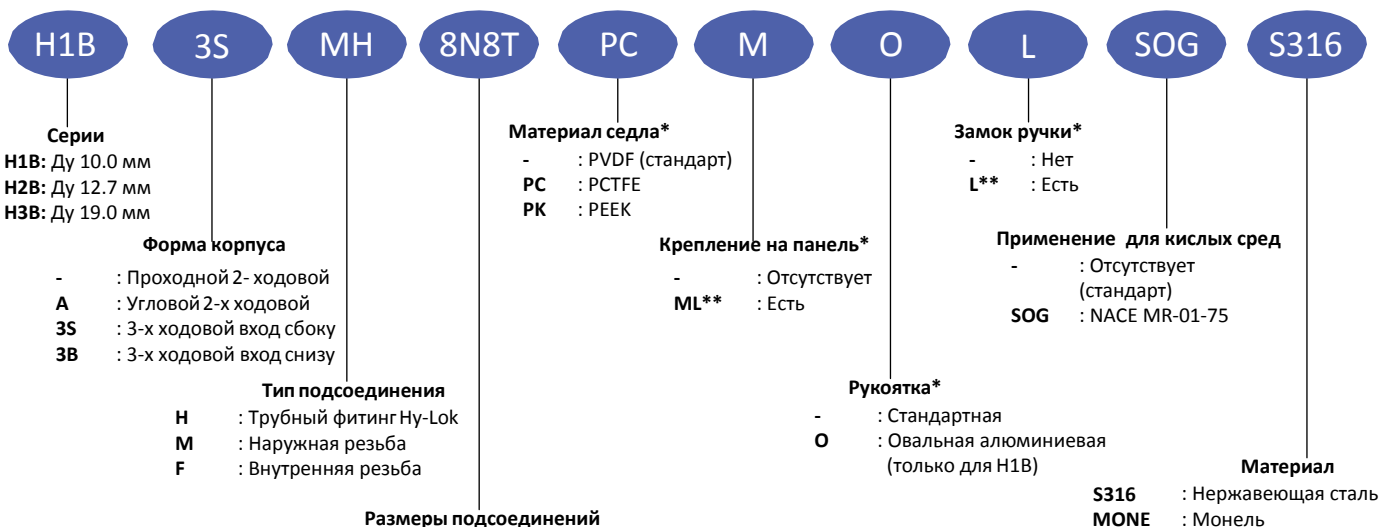 H1B 3S MH 8N8T PC M O L SOG S316
Серии
H1B: Ду 10.0 мм
H2B: Ду 12.7 мм
H3B: Ду 19.0 мм
Форма корпуса
- : Проходной 2- ходовой
A : Угловой 2-х ходовой
3S : 3-х ходовой вход сбоку
3B : 3-х ходовой вход снизу
Тип подсоединения
H : Трубный фитинг Hy-Lok
M : Наружная резьба
F : Внутренняя резьба
Размеры подсоединений
Материал седла*
- : PVDF (стандарт)
PC : PCTFE
PK : PEEK
Крепление на панель*
- : Отсутствует
ML** : Есть
Рукоятка*
- : Стандартная
O : Овальная алюминиевая
(только для H1B)
Замок ручки*
- : Нет
L** : Есть
Применение для кислых сред
- : Отсутствует
(стандарт)
SOG : NACE MR-01-75
Материал
S316 : Нержавеющая сталь
MONE : Монель